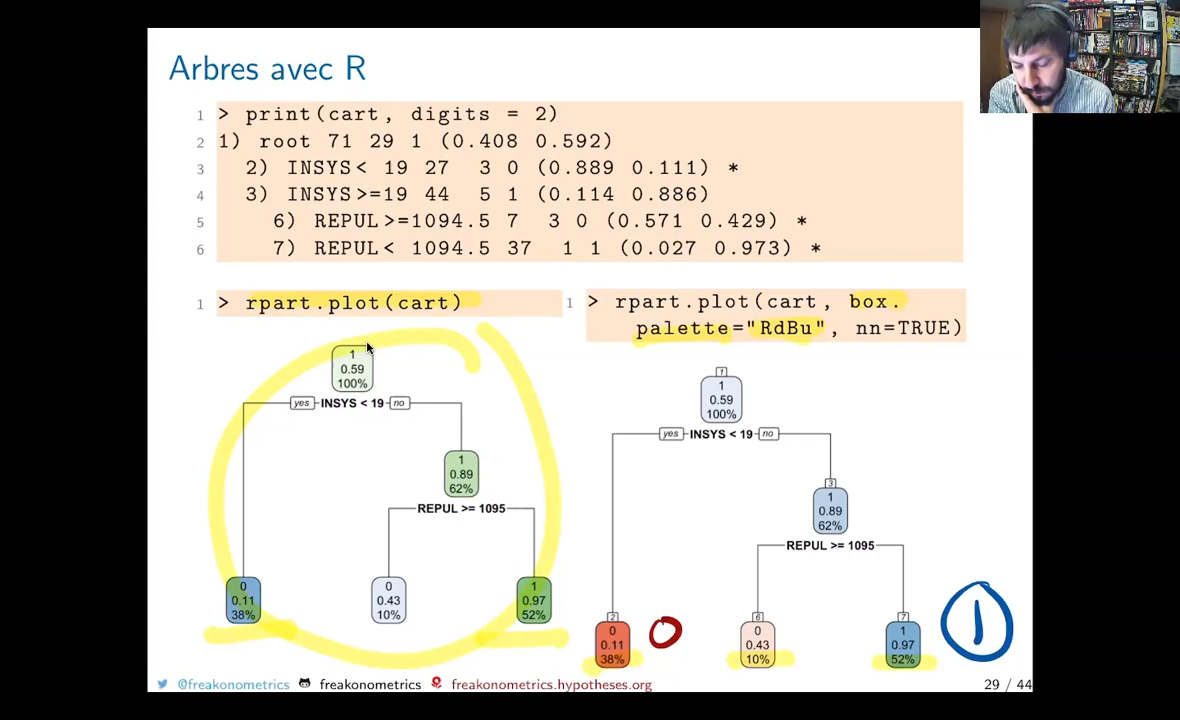 Arbres avec R
1 > print(cart, digits = 2)
2 1) root 71 29 1 (0.408 0.592)
3 2) INSYS< 19 27 3 0 (0.889 0.111) *
4 3) INSYS>=19 44 5 1 (0.114 0.886)
5 6) REPUL>=1094.5 7 3 0 (0.571 0.429) *
6 7) REPUL< 1094.5 37 1 1 (0.027 0.973) *
1 > rpart.plot(cart)
1 > rpart.plot(cart, box.
palette="RdBu", nn=TRUE)
1
0.59
100%
yes INSYS < 19 no
1
0.89
62%
REPUL >= 1095
0
0.11
38%
0
0.43
10%
1
0.97
52%
1
1
0.59
100%
yes INSYS < 19 no
3
1
0.89
62%
REPUL >= 1095
2
0
0.11
38%
0
6
0
0.43
10%
7
1
0.97
52%
1
@freakonometrics freakonometrics freakonometrics.hypotheses.org 29 / 44